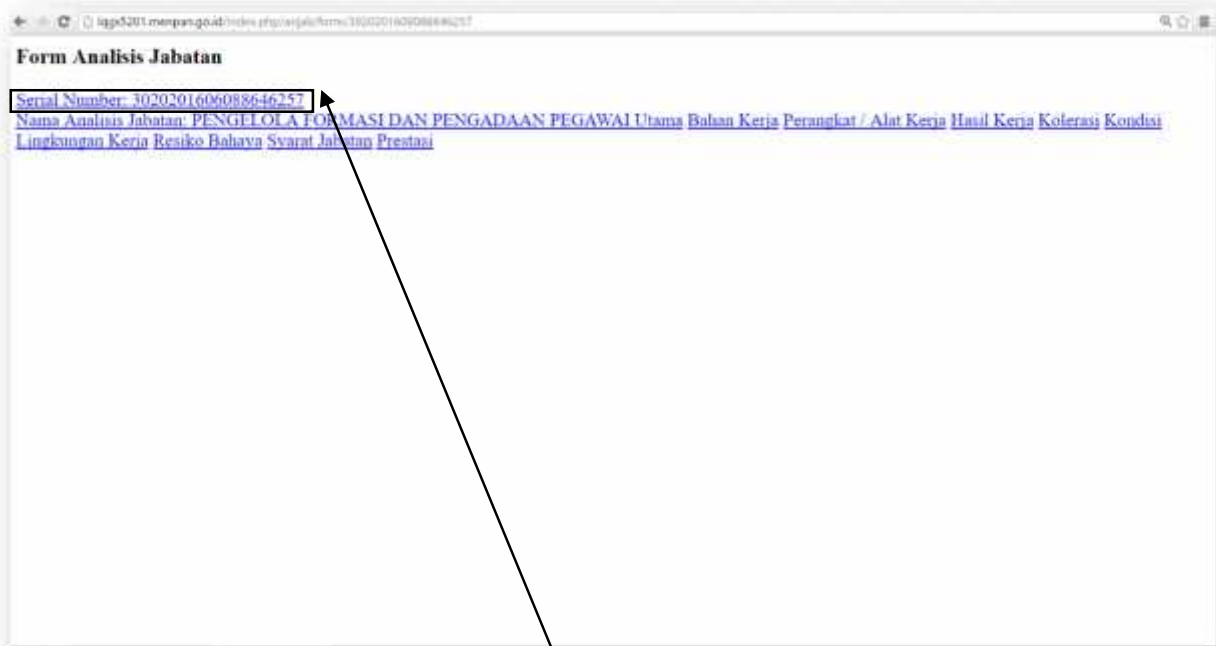 Form Analisis Jabatan
Serial Number: 3020201606088646257
Nama Analisis Jabatan: PENGELOLA FORMASI DAN PENGADAAN PEGAWAI Utama Bahan Kerja Perangkat / Alat Kerja Hasil Kerja Kolerasi Kondisi
Lingkungan Kerja Resiko Bahaya Syarat Jabatan Prestasi